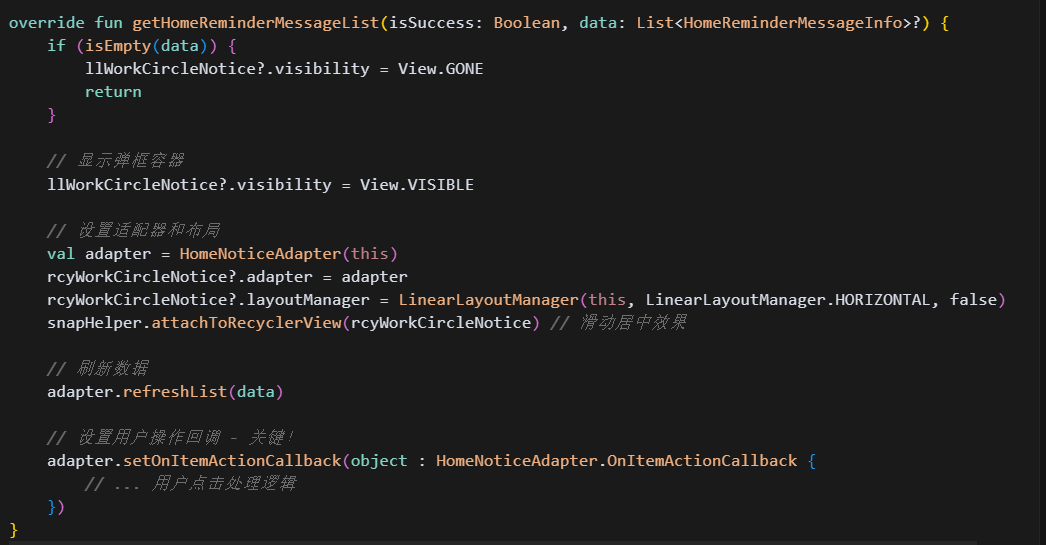 override fun getHomeReminderMessageList(isSuccess: Boolean, data: List<HomeReminderMessageInfo>?) {
    if (isEmpty(data)) {
        llWorkCircleNotice?.visibility = View.GONE
        return
    }

    // 显示弹框容器
    llWorkCircleNotice?.visibility = View.VISIBLE

    // 设置适配器和布局
    val adapter = HomeNoticeAdapter(this)
    rcyWorkCircleNotice?.adapter = adapter
    rcyWorkCircleNotice?.layoutManager = LinearLayoutManager(this, LinearLayoutManager.HORIZONTAL, false)
    snapHelper.attachToRecyclerView(rcyWorkCircleNotice) // 滑动居中效果

    // 刷新数据
    adapter.refreshList(data)

    // 设置用户操作回调 - 关键！
    adapter.setOnItemActionCallback(object : HomeNoticeAdapter.OnItemActionCallback {
        // ... 用户点击处理逻辑
    })
}